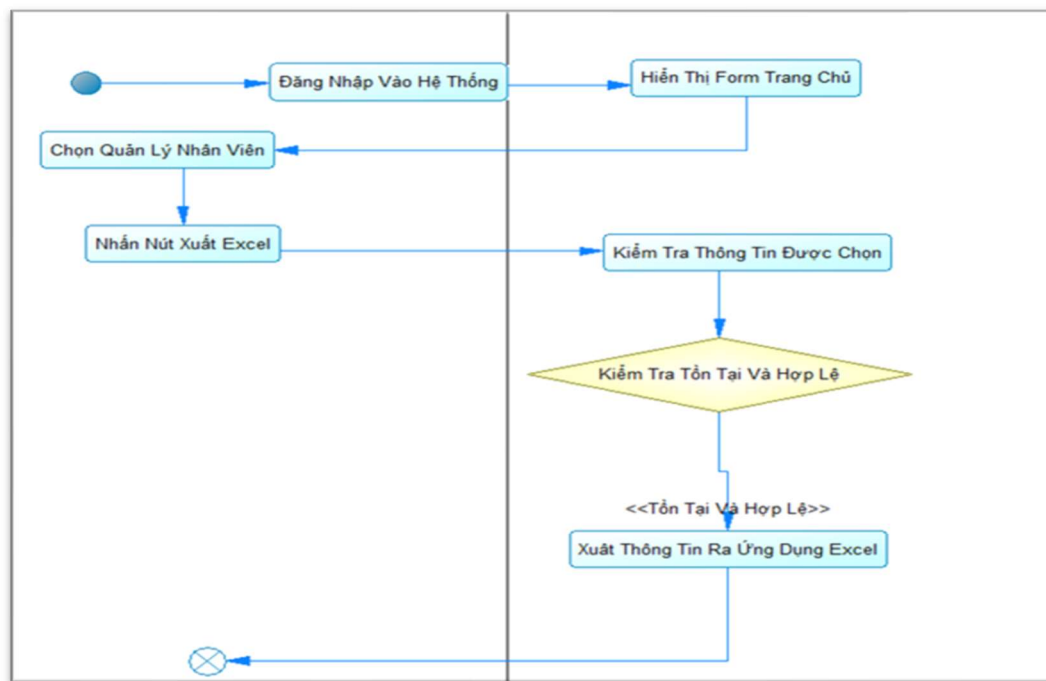 Đăng Nhập Vào Hệ Thống
Hiển Thị Form Trang Chủ
Chọn Quản Lý Nhân Viên
Nhấn Nút Xuất Excel
Kiểm Tra Thông Tin Được Chọn
Kiểm Tra Tồn Tại Và Hợp Lệ
<<Tồn Tại Và Hợp Lệ>>
Xuất Thông Tin Ra Ứng Dụng Excel